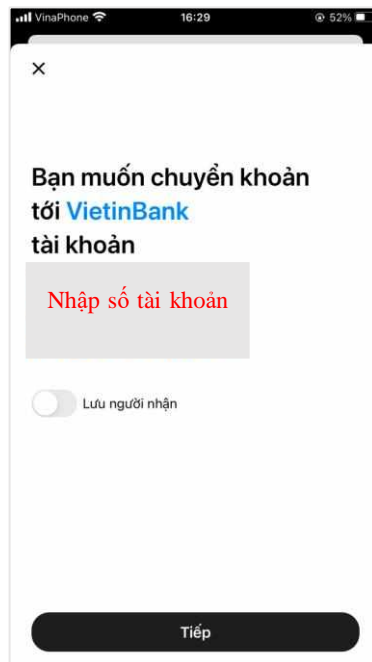 VinaPhone 16:29 52%
Bạn muốn chuyển khoản
tới VietinBank
tài khoản
Nhập số tài khoản
Lưu người nhận
Tiếp